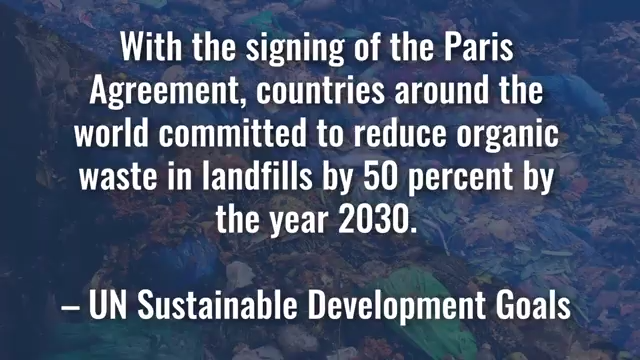 With the signing of the Paris
Agreement, countries around the
world committed to reduce organic
waste in landfills by 50 percent by
the year 2030.
– UN Sustainable Development Goals